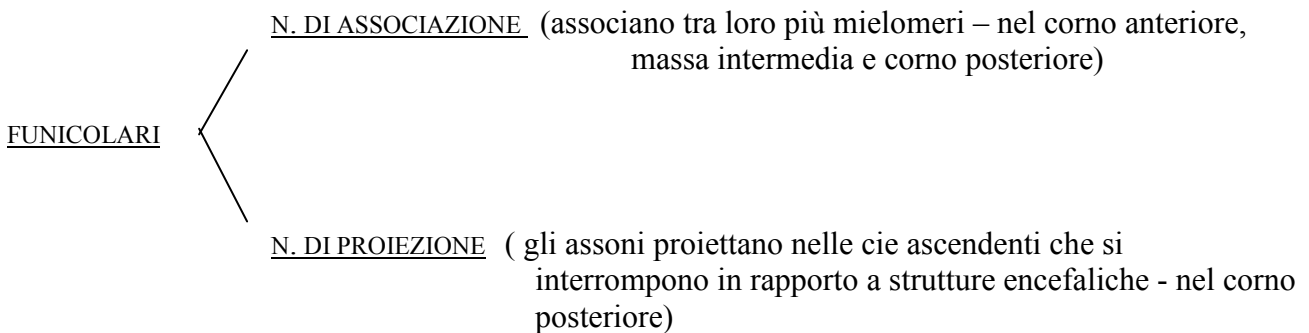 N. DI ASSOCIAZIONE (associano tra loro più mielomeri – nel corno anteriore,
massa intermedia e corno posteriore)
FUNICOLARI
N. DI PROIEZIONE ( gli assoni proiettano nelle cie ascendenti che si
interrompono in rapporto a strutture encefaliche - nel corno
posteriore)